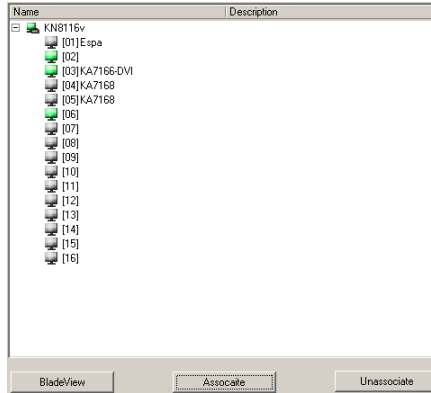 Name Description
KN8116v
[01]Espa
[02]
[03]KA7166-DVI
[04]KA7168
[05]KA7168
[06]
[07]
[08]
[09]
[10]
[11]
[12]
[13]
[14]
[15]
[16]
BladeView Assocaite Unassociate